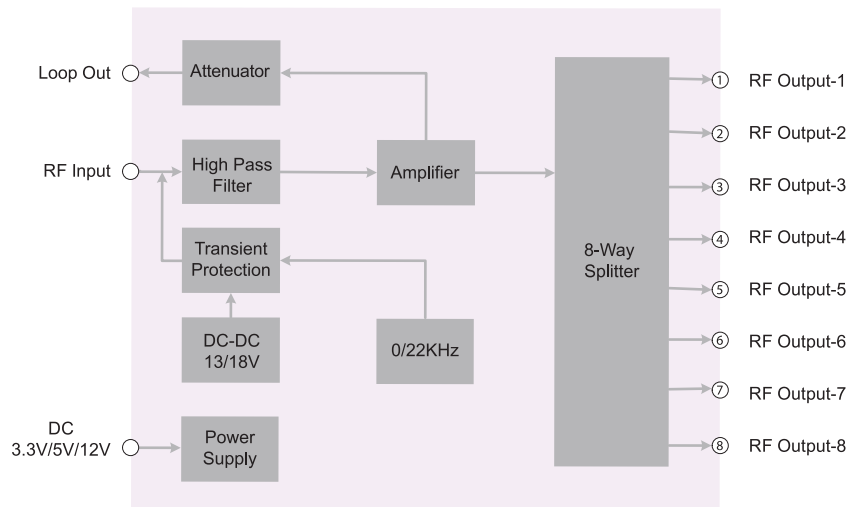 Loop Out
Attenuator
RF Input
High Pass
Filter
Amplifier
Transient
Protection
DC-DC
13/18V
0/22KHz
DC
3.3V/5V/12V
Power
Supply
8-Way
Splitter
1 RF Output-1
2 RF Output-2
3 RF Output-3
4 RF Output-4
5 RF Output-5
6 RF Output-6
7 RF Output-7
8 RF Output-8